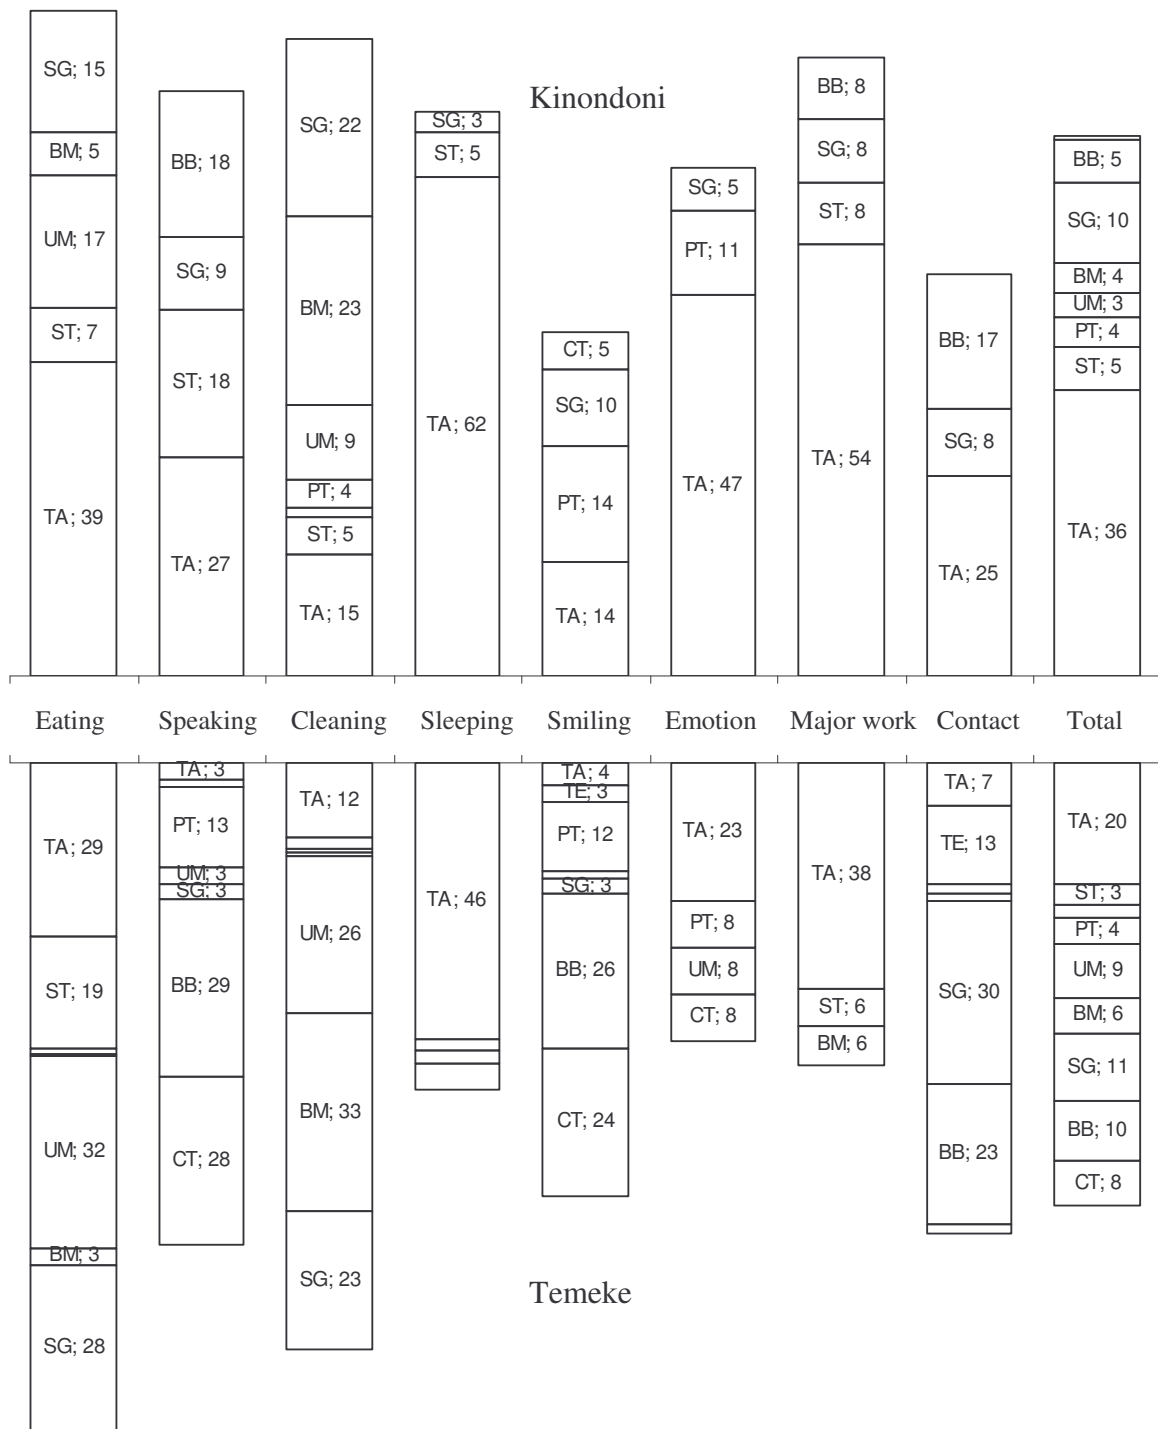 Kinondoni
SG; 15
BM; 5
UM; 17
ST; 7
TA; 39
BB; 18
SG; 9
ST; 18
TA; 27
SG; 22
BM; 23
UM; 9
PT; 4
ST; 5
TA; 15
SG; 3
ST; 5
TA; 62
CT; 5
SG; 10
PT; 14
TA; 14
SG; 5
PT; 11
TA; 47
BB; 8
SG; 8
ST; 8
TA; 54
BB; 17
SG; 8
TA; 25
BB; 5
SG; 10
BM; 4
UM; 3
PT; 4
ST; 5
TA; 36
Eating Speaking Cleaning Sleeping Smiling Emotion Major work Contact Total
TA; 29
ST; 19
UM; 32
BM; 3
SG; 28
TA; 3
PT; 13
UM; 3
SG; 3
BB; 29
CT; 28
TA; 12
UM; 26
BM; 33
SG; 23
TA; 46
TA; 4
TE; 3
PT; 12
SG; 3
BB; 26
CT; 24
TA; 23
PT; 8
UM; 8
CT; 8
TA; 38
ST; 6
BM; 6
TA; 7
TE; 13
SG; 30
BB; 23
TA; 20
ST; 3
PT; 4
UM; 9
BM; 6
SG; 11
BB; 10
CT; 8
Temeke